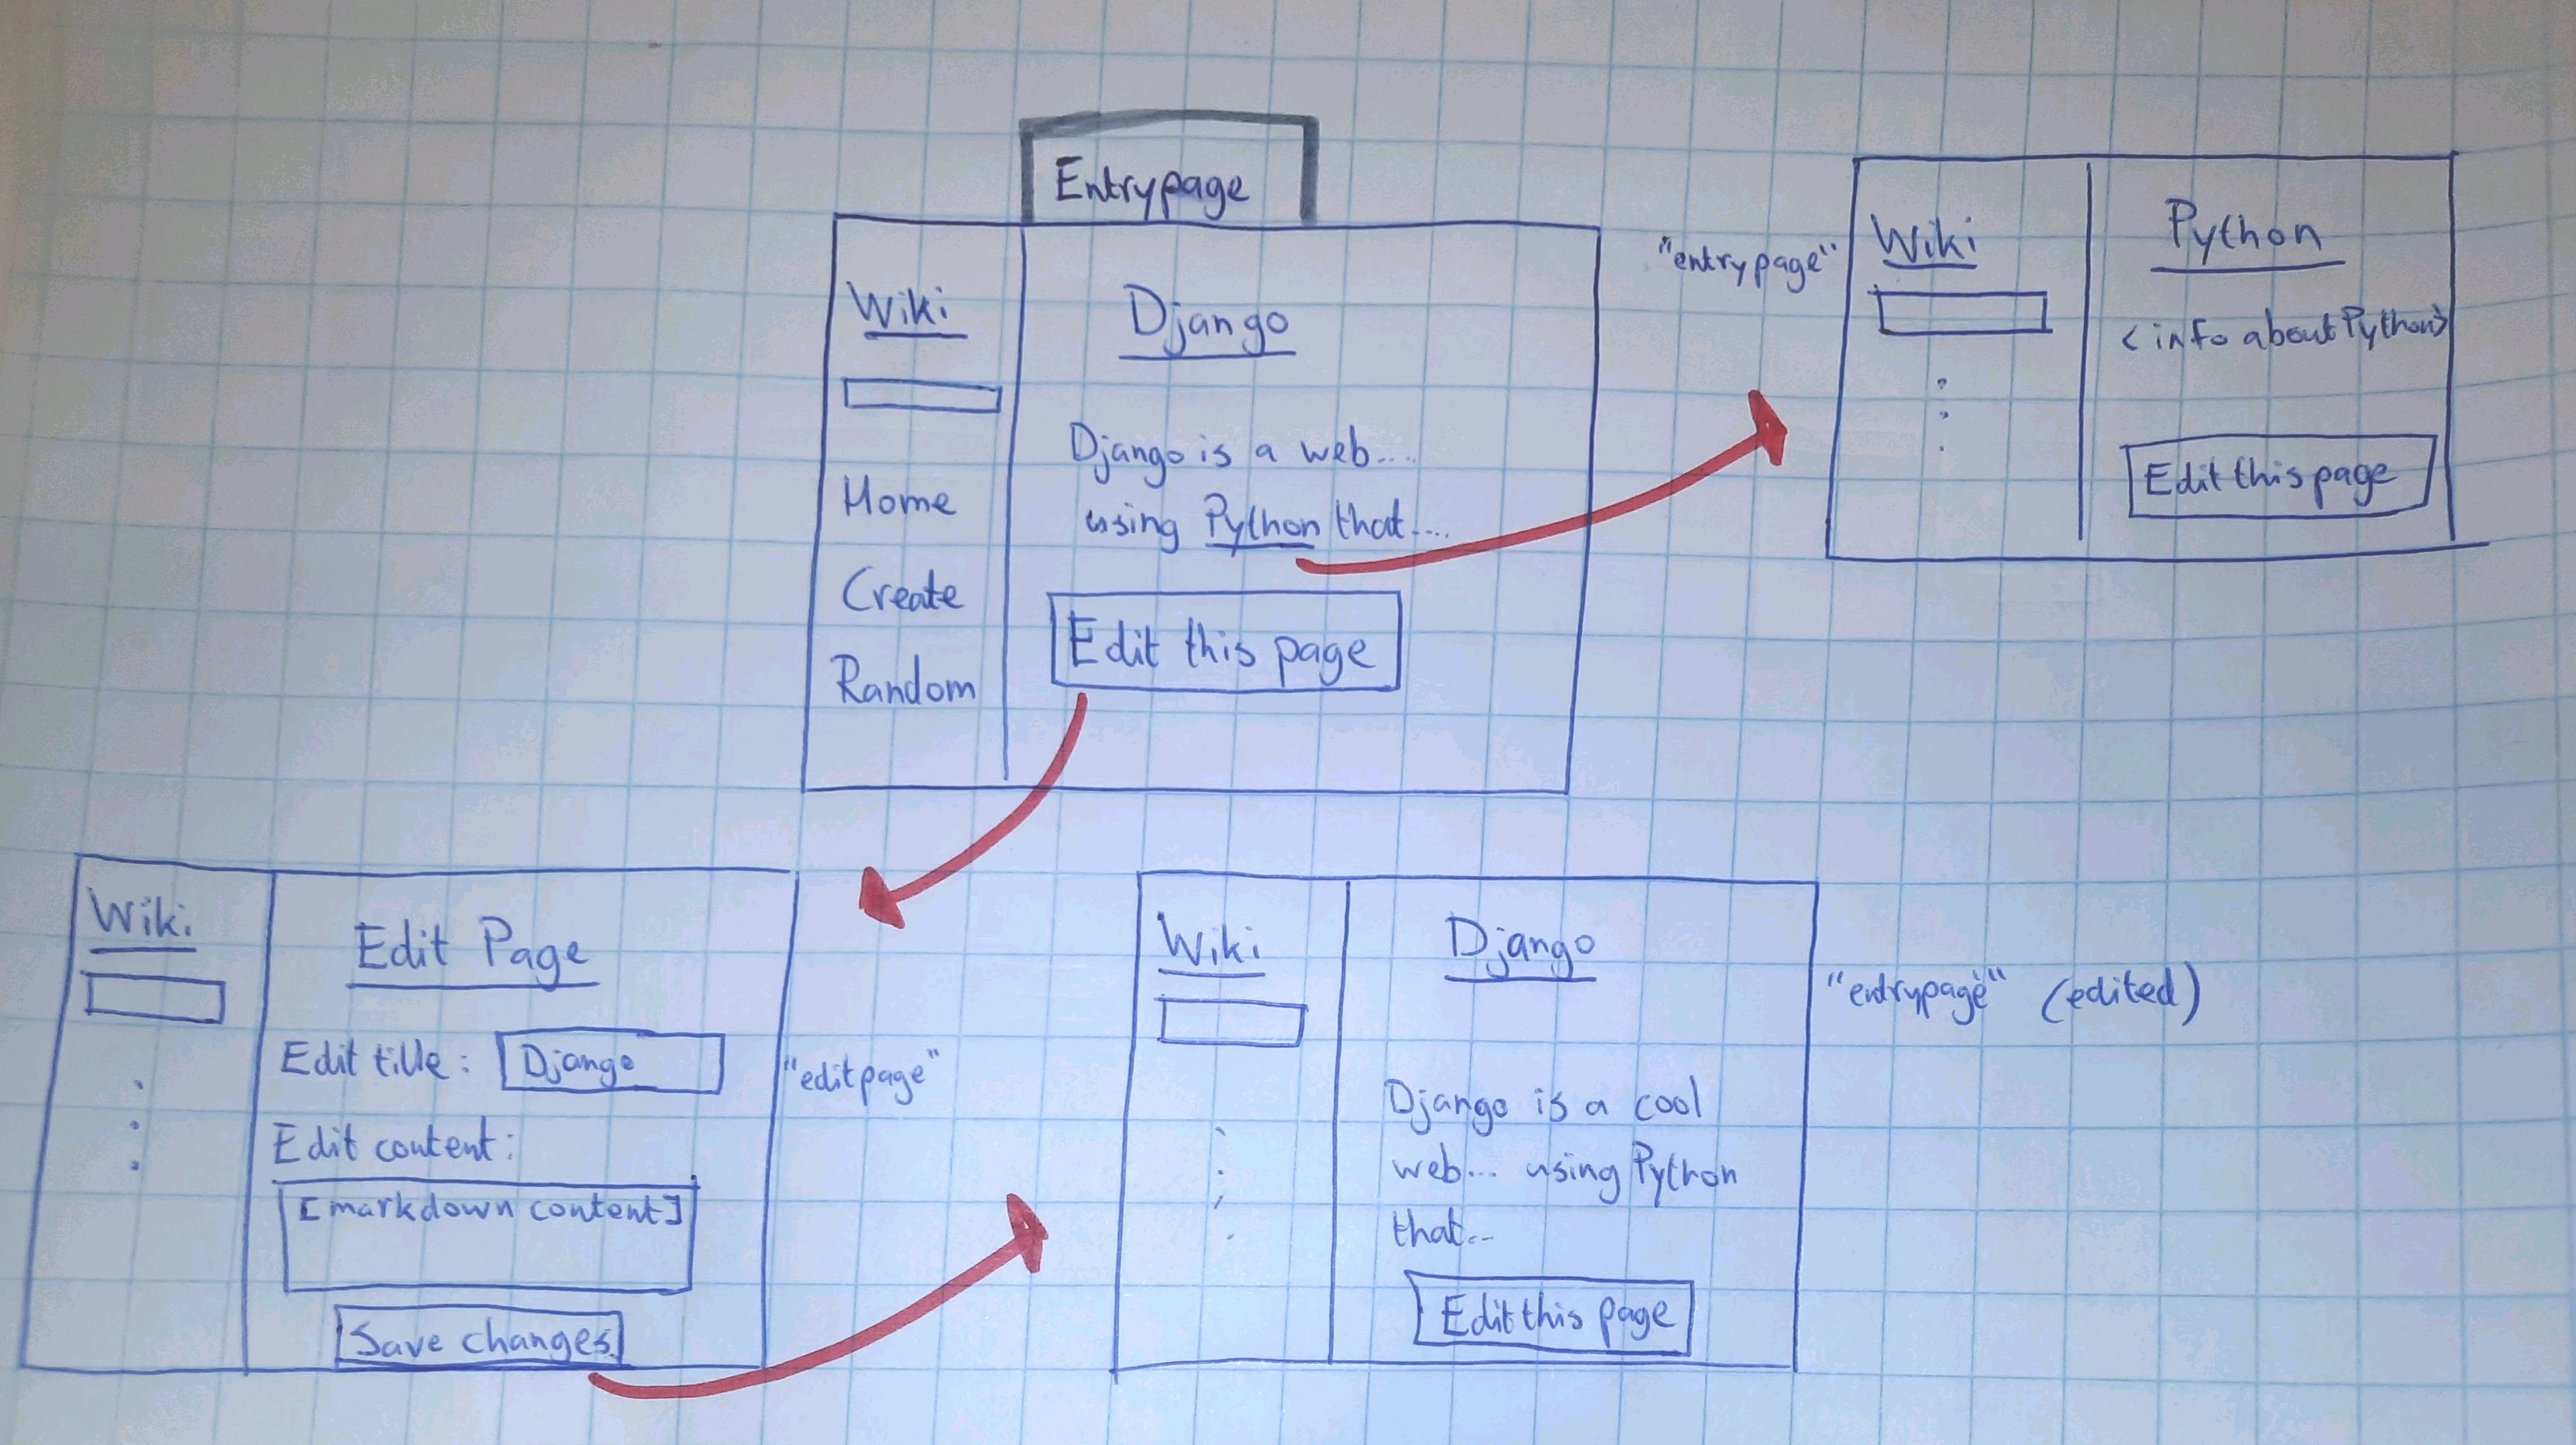 Entrypage
Wiki
Home
Create
Random
Django
Django is a web....
using Python that....
Edit this page
"entrypage"
Wiki
Python
<info about Python>
Edit this page
Wiki
Edit Page
Edit title: Django
Edit content:
[markdown content]
Save changes
"editpage"
Wiki
Django
Django is a cool
web... using Python
that...
Edit this page
"entrypage" (edited)